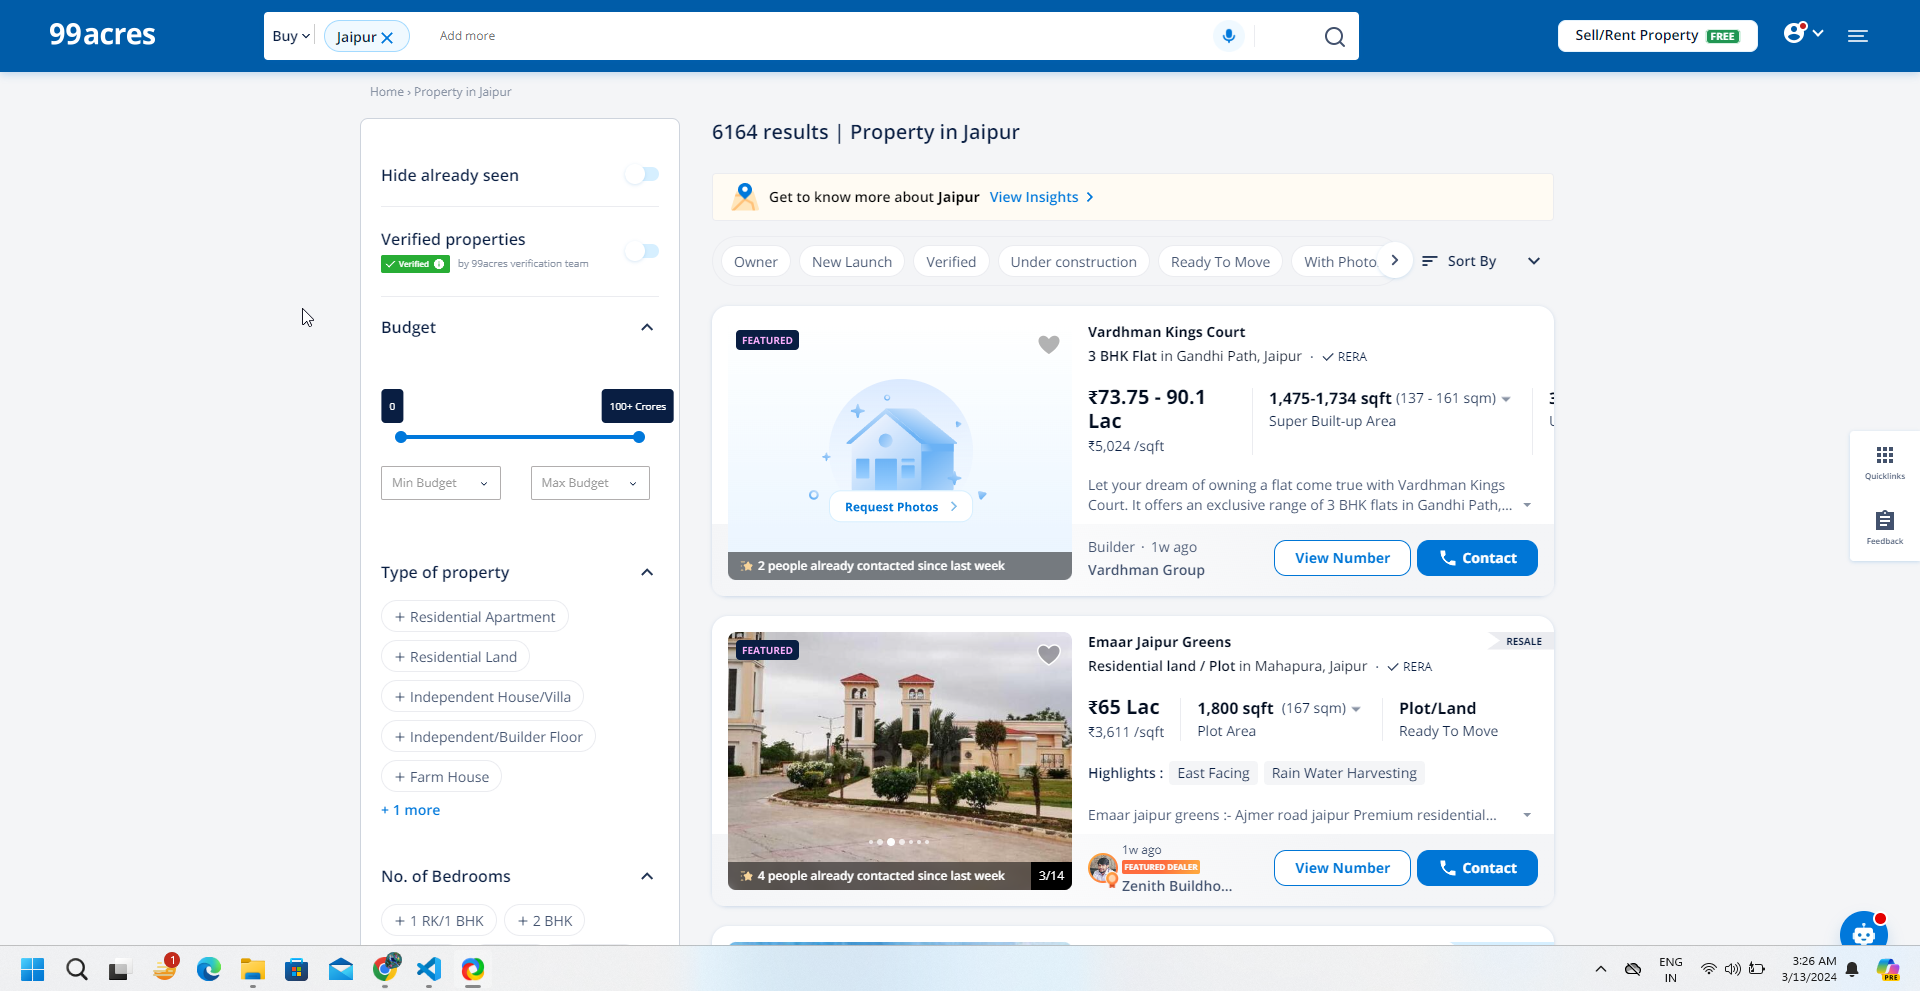 99acres
Buy
Jaipur
Add more
Sell/Rent Property FREE
Home › Property in Jaipur
Hide already seen
Verified properties
Verified by 99acres verification team
Budget
0
100+ Crores
Min Budget
Max Budget
Type of property
+ Residential Apartment
+ Residential Land
+ Independent House/Villa
+ Independent/Builder Floor
+ Farm House
+ 1 more
No. of Bedrooms
+ 1 RK/1 BHK
+ 2 BHK
6164 results | Property in Jaipur
Get to know more about Jaipur View Insights
Owner
New Launch
Verified
Under construction
Ready To Move
With Photo
Sort By
FEATURED
Request Photos
2 people already contacted since last week
Vardhman Kings Court
3 BHK Flat in Gandhi Path, Jaipur · RERA
₹73.75 - 90.1
Lac
₹5,024 /sqft
1,475-1,734 sqft (137 - 161 sqm)
Super Built-up Area
Let your dream of owning a flat come true with Vardhman Kings
Court. It offers an exclusive range of 3 BHK flats in Gandhi Path,...
Builder · 1w ago
Vardhman Group
View Number
Contact
FEATURED
4 people already contacted since last week
3/14
Emaar Jaipur Greens
RESALE
Residential land / Plot in Mahapura, Jaipur · RERA
₹65 Lac
₹3,611 /sqft
1,800 sqft (167 sqm)
Plot Area
Plot/Land
Ready To Move
Highlights : East Facing Rain Water Harvesting
Emaar jaipur greens :- Ajmer road jaipur Premium residential...
1w ago
FEATURED DEALER
Zenith Buildho...
View Number
Contact
Quicklinks
Feedback
1
ENG
IN
3:26 AM
3/13/2024
PRE